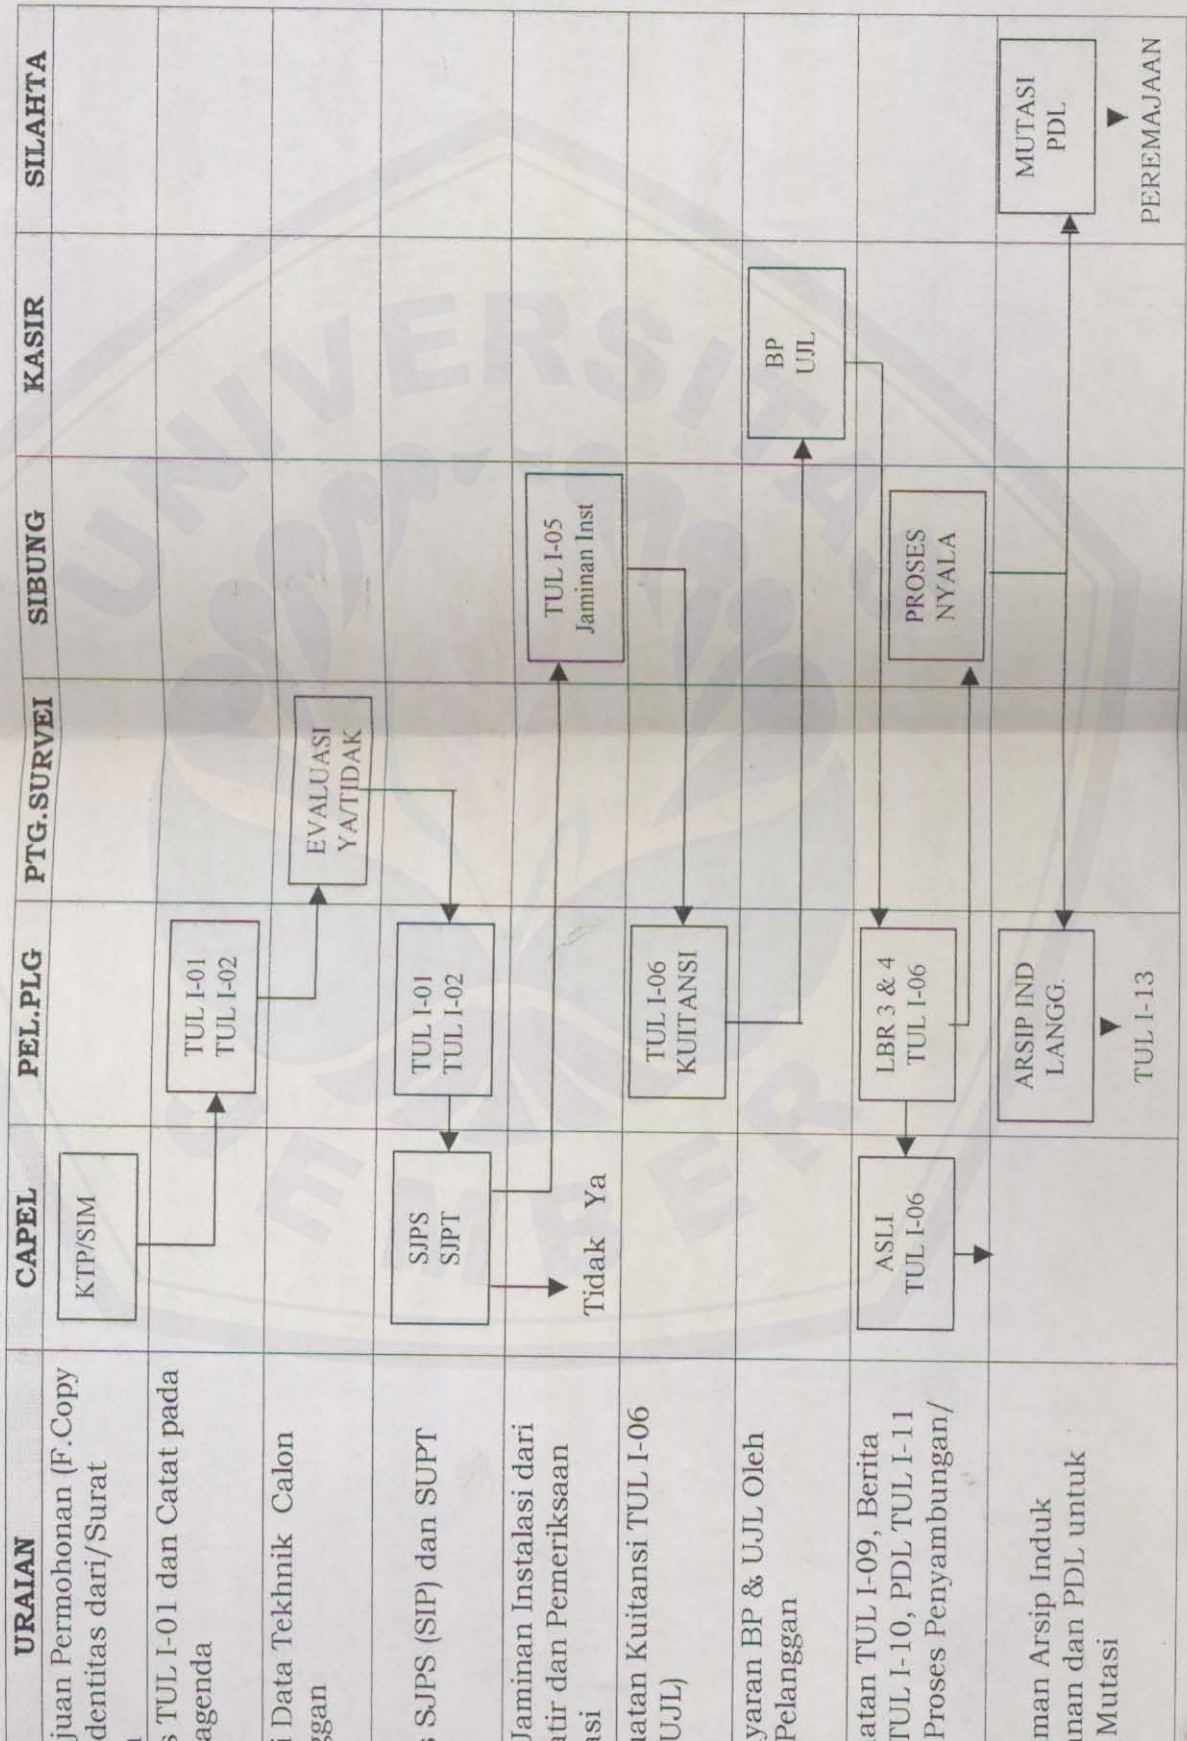 URAIAN CAPEL PEL.PLG PTG.SURVEI SIBUNG KASIR SILAHTA
juan Permohonan (F.Copy
dentitas dari/Surat
KTP/SIM
s TUL I-01 dan Catat pada
agenda
TUL I-01
TUL I-02
i Data Tekhnik Calon
ggan
EVALUASI
YA/TIDAK
s SJPS (SIP) dan SUPT
SJPS
SJPT
TUL I-01
TUL I-02
Jaminan Instalasi dari
atir dan Pemeriksaan
asi
Tidak Ya
TUL I-05
Jaminan Inst
uatan Kuitansi TUL I-06
UJL)
TUL I-06
KUITANSI
yaran BP & UJL Oleh
Pelanggan
BP
UJL
atan TUL I-09, Berita
TUL I-10, PDL TUL I-11
Proses Penyambungan/
ASLI
TUL I-06
LBR 3 & 4
TUL I-06
PROSES
NYALA
man Arsip Induk
nan dan PDL untuk
Mutasi
ARSIP IND
LANGG.
TUL I-13
MUTASI
PDL
PEREMAJAAN
UNIVERSITAS
JEMBER